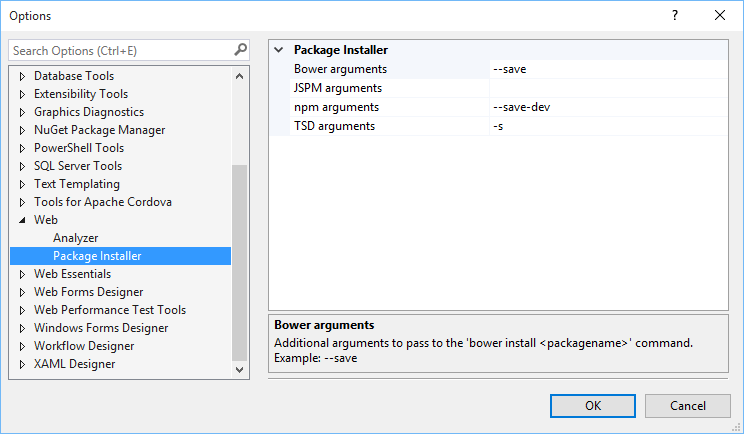 Options
Search Options (Ctrl+E)
Database Tools
Extensibility Tools
Graphics Diagnostics
NuGet Package Manager
PowerShell Tools
SQL Server Tools
Text Templating
Tools for Apache Cordova
Web
Analyzer
Package Installer
Web Essentials
Web Forms Designer
Web Performance Test Tools
Windows Forms Designer
Workflow Designer
XAML Designer
Package Installer
Bower arguments --save
JSPM arguments
npm arguments --save-dev
TSD arguments -s
Bower arguments
Additional arguments to pass to the 'bower install <packagename>' command.
Example: --save
OK Cancel